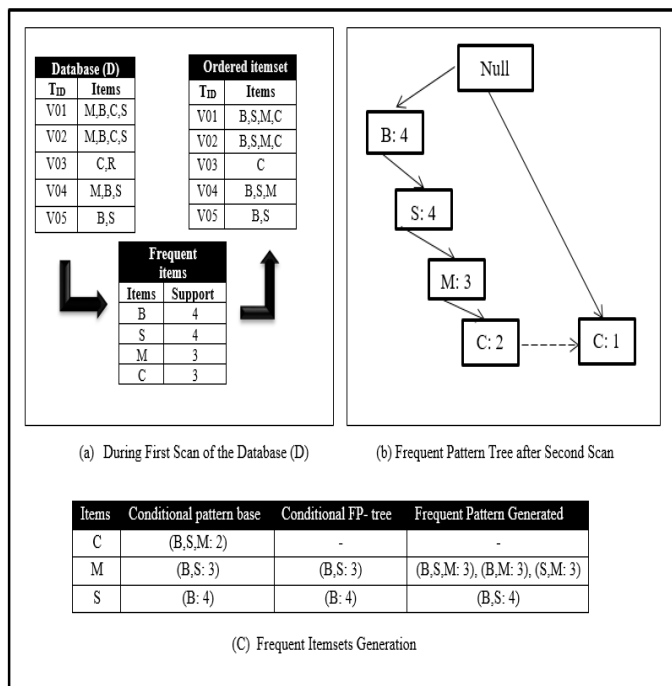 Database (D)
TID Items
V01 M,B,C,S
V02 M,B,C,S
V03 C,R
V04 M,B,S
V05 B,S
Ordered itemset
TID Items
V01 B,S,M,C
V02 B,S,M,C
V03 C
V04 B,S,M
V05 B,S
Frequent
items
Items Support
B 4
S 4
M 3
C 3
(a) During First Scan of the Database (D)
Null
B: 4
S: 4
M: 3
C: 2
C: 1
(b) Frequent Pattern Tree after Second Scan
Items Conditional pattern base Conditional FP- tree Frequent Pattern Generated
C (B,S,M: 2) - -
M (B,S: 3) (B,S: 3) (B,S,M: 3), (B,M: 3), (S,M: 3)
S (B: 4) (B: 4) (B,S: 4)
(C) Frequent Itemsets Generation